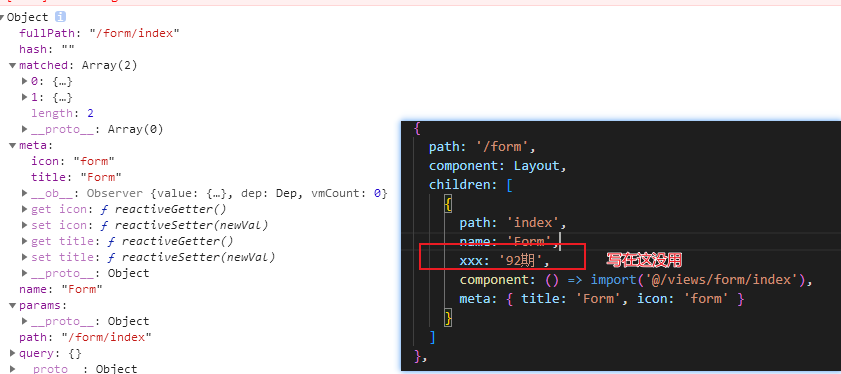 Object i
fullPath: "/form/index"
hash: ""
matched: Array(2)
0: {…}
1: {…}
length: 2
__proto__: Array(0)
meta:
icon: "form"
title: "Form"
__ob__: Observer {value: {…}, dep: Dep, vmCount: 0}
get icon: ƒ reactiveGetter()
set icon: ƒ reactiveSetter(newVal)
get title: ƒ reactiveGetter()
set title: ƒ reactiveSetter(newVal)
__proto__: Object
name: "Form"
params:
__proto__: Object
path: "/form/index"
query: {}
__proto__: Object
{
path: '/form',
component: Layout,
children: [
{
path: 'index',
name: 'Form',
xxx: '92期', 写在这没用
component: () => import('@/views/form/index'),
meta: { title: 'Form', icon: 'form' }
}
]
},